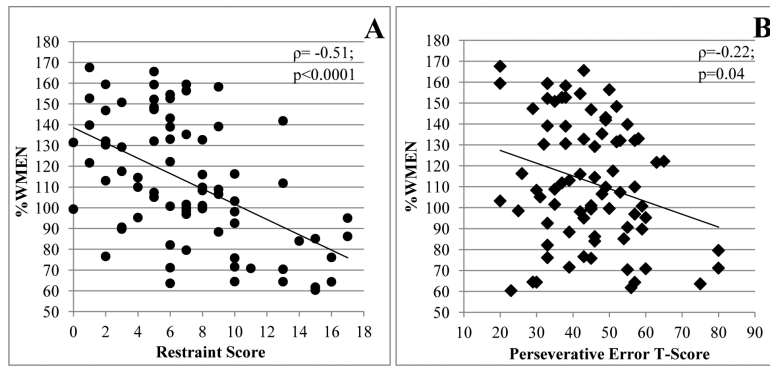 A
ρ= -0.51;
p<0.0001
%WMEN
180
170
160
150
140
130
120
110
100
90
80
70
60
50
0 2 4 6 8 10 12 14 16 18
Restraint Score
B
ρ=-0.22;
p=0.04
%WMEN
180
170
160
150
140
130
120
110
100
90
80
70
60
50
10 20 30 40 50 60 70 80 90
Perseverative Error T-Score